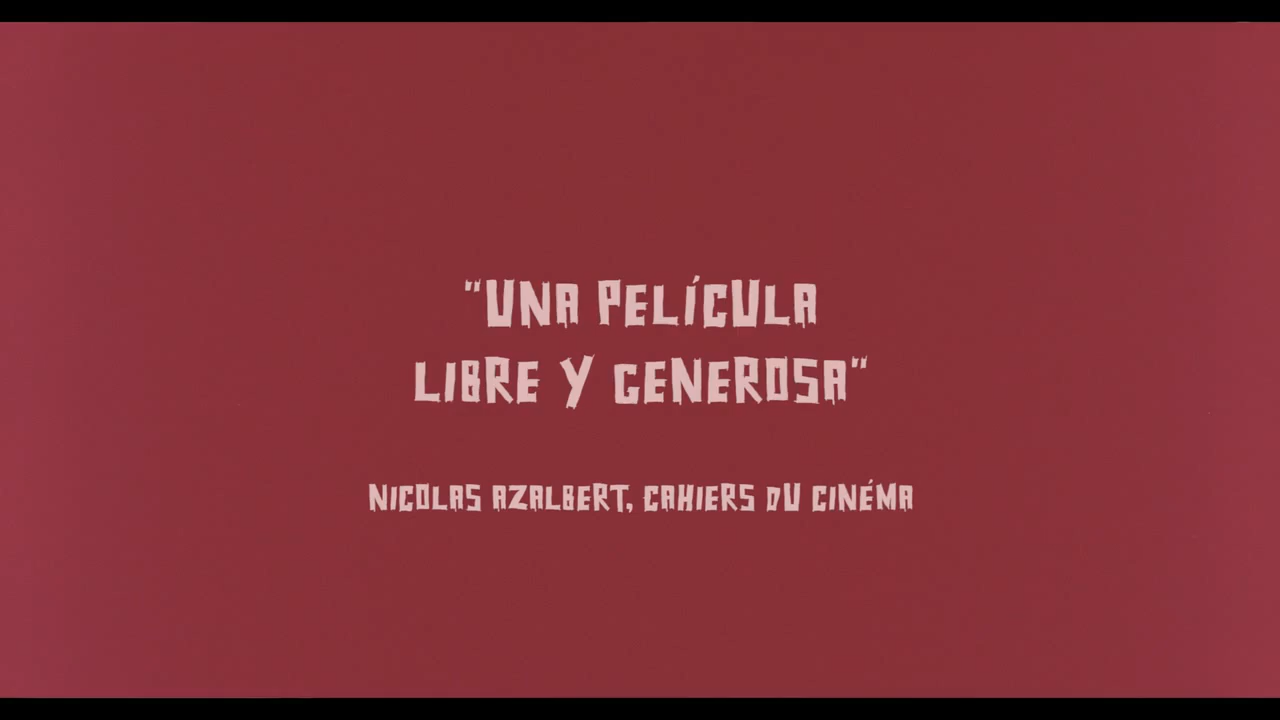 "UNA PELÍCULA
LIBRE Y GENEROSA"
NICOLAS AZALBERT, CAHIERS DU CINÉMA